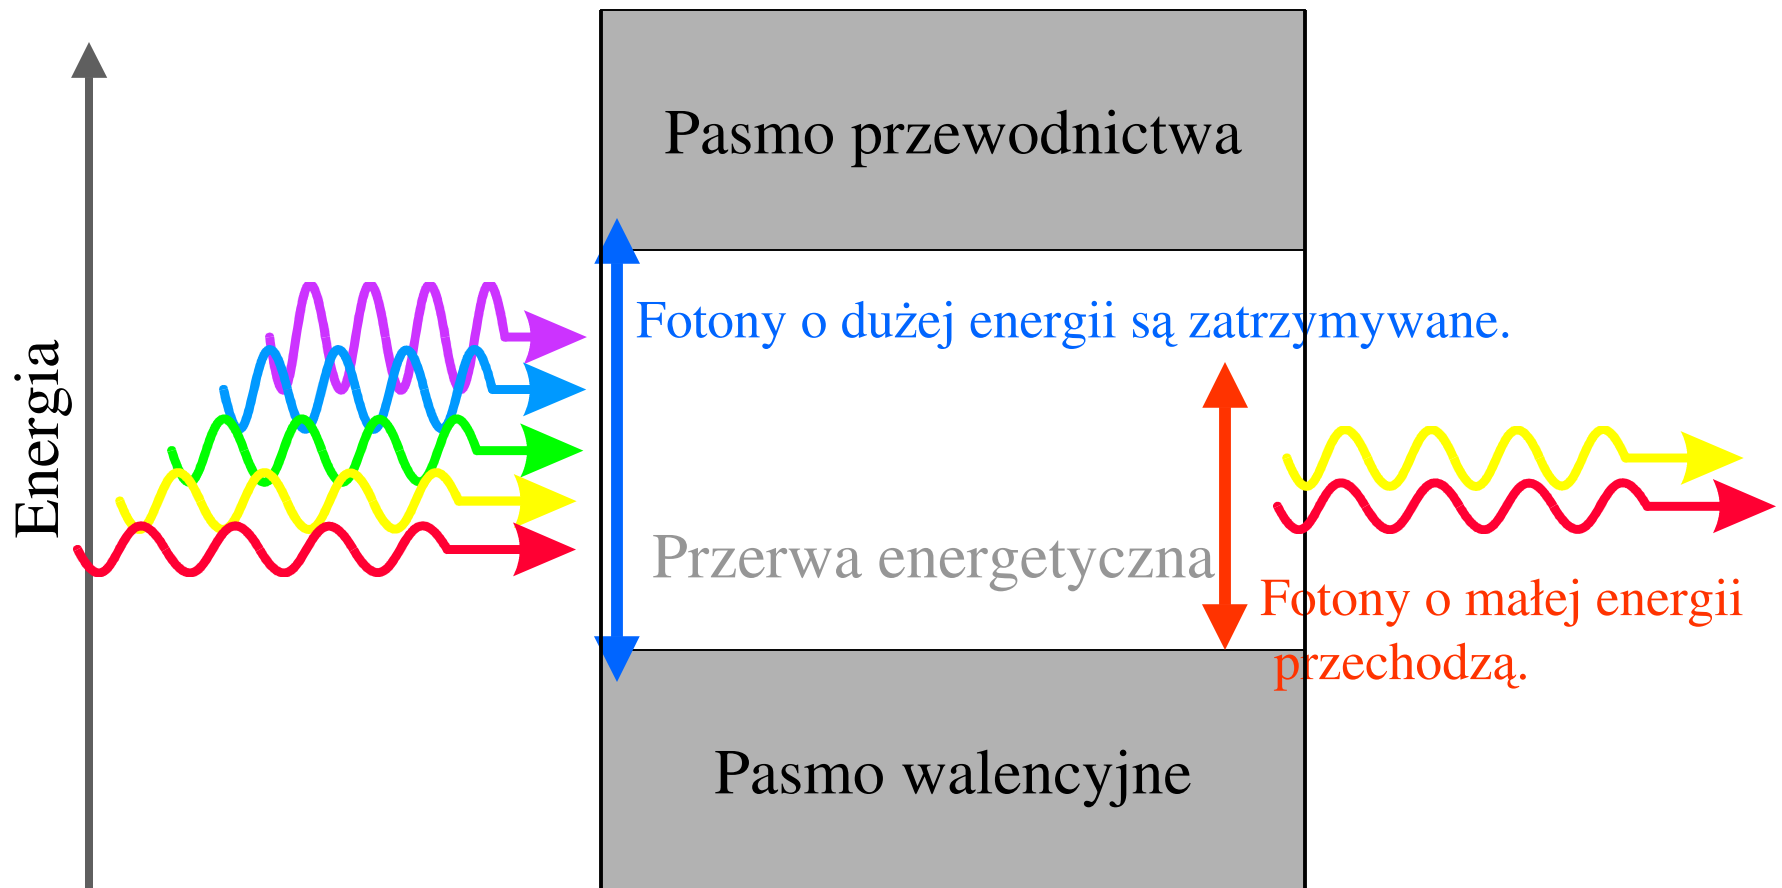 Energia
Pasmo przewodnictwa
Fotony o dużej energii są zatrzymywane.
Przerwa energetyczna
Fotony o małej energii
przechodzą.
Pasmo walencyjne